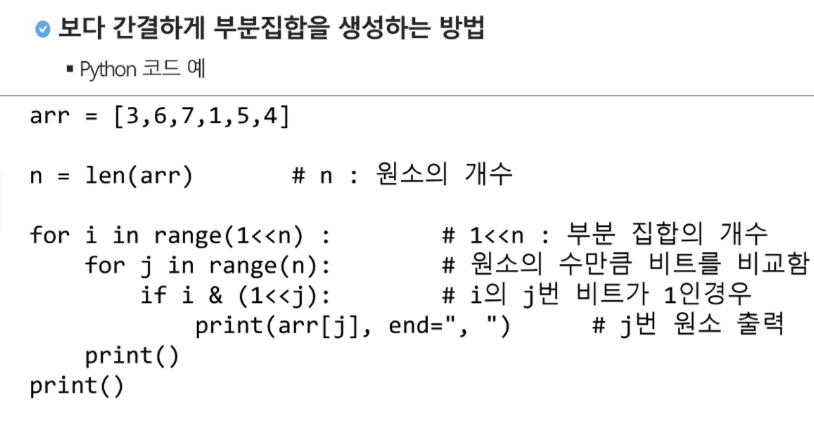 보다 간결하게 부분집합을 생성하는 방법
▪ Python 코드 예
arr = [3,6,7,1,5,4]
n = len(arr)       # n : 원소의 개수
for i in range(1<<n) :        # 1<<n : 부분 집합의 개수
    for j in range(n):        # 원소의 수만큼 비트를 비교함
        if i & (1<<j):        # i의 j번 비트가 1인경우
            print(arr[j], end=", ")      # j번 원소 출력
    print()
print()